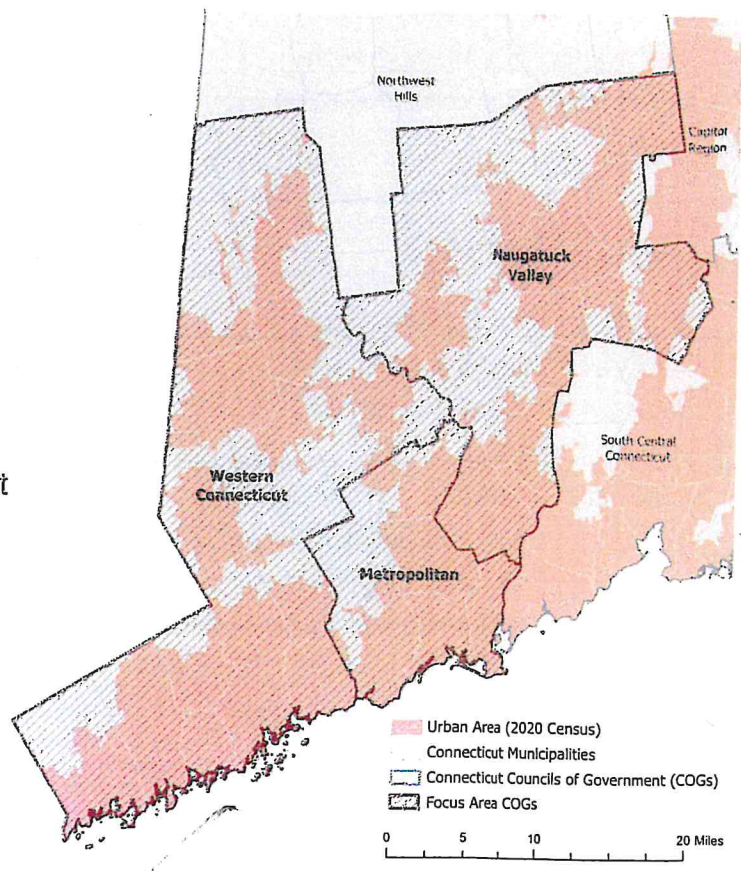 Northwest
Hills
Capitol
Region
Naugatuck
Valley
South Central
Connecticut
Western
Connecticut
Metropolitan
Urban Area (2020 Census)
Connecticut Municipalities
Connecticut Councils of Government (COGs)
Focus Area COGs
0 5 10 20 Miles